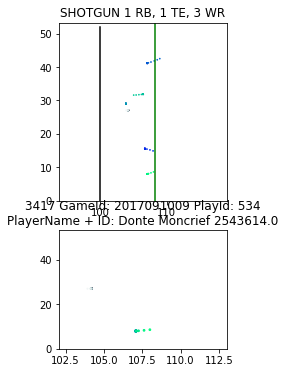 SHOTGUN 1 RB, 1 TE, 3 WR
50
40
30
20
10
0
100 110
3417 GameId: 2017091009 PlayId: 534
PlayerName + ID: Donte Moncrief 2543614.0
40
20
0
102.5 105.0 107.5 110.0 112.5